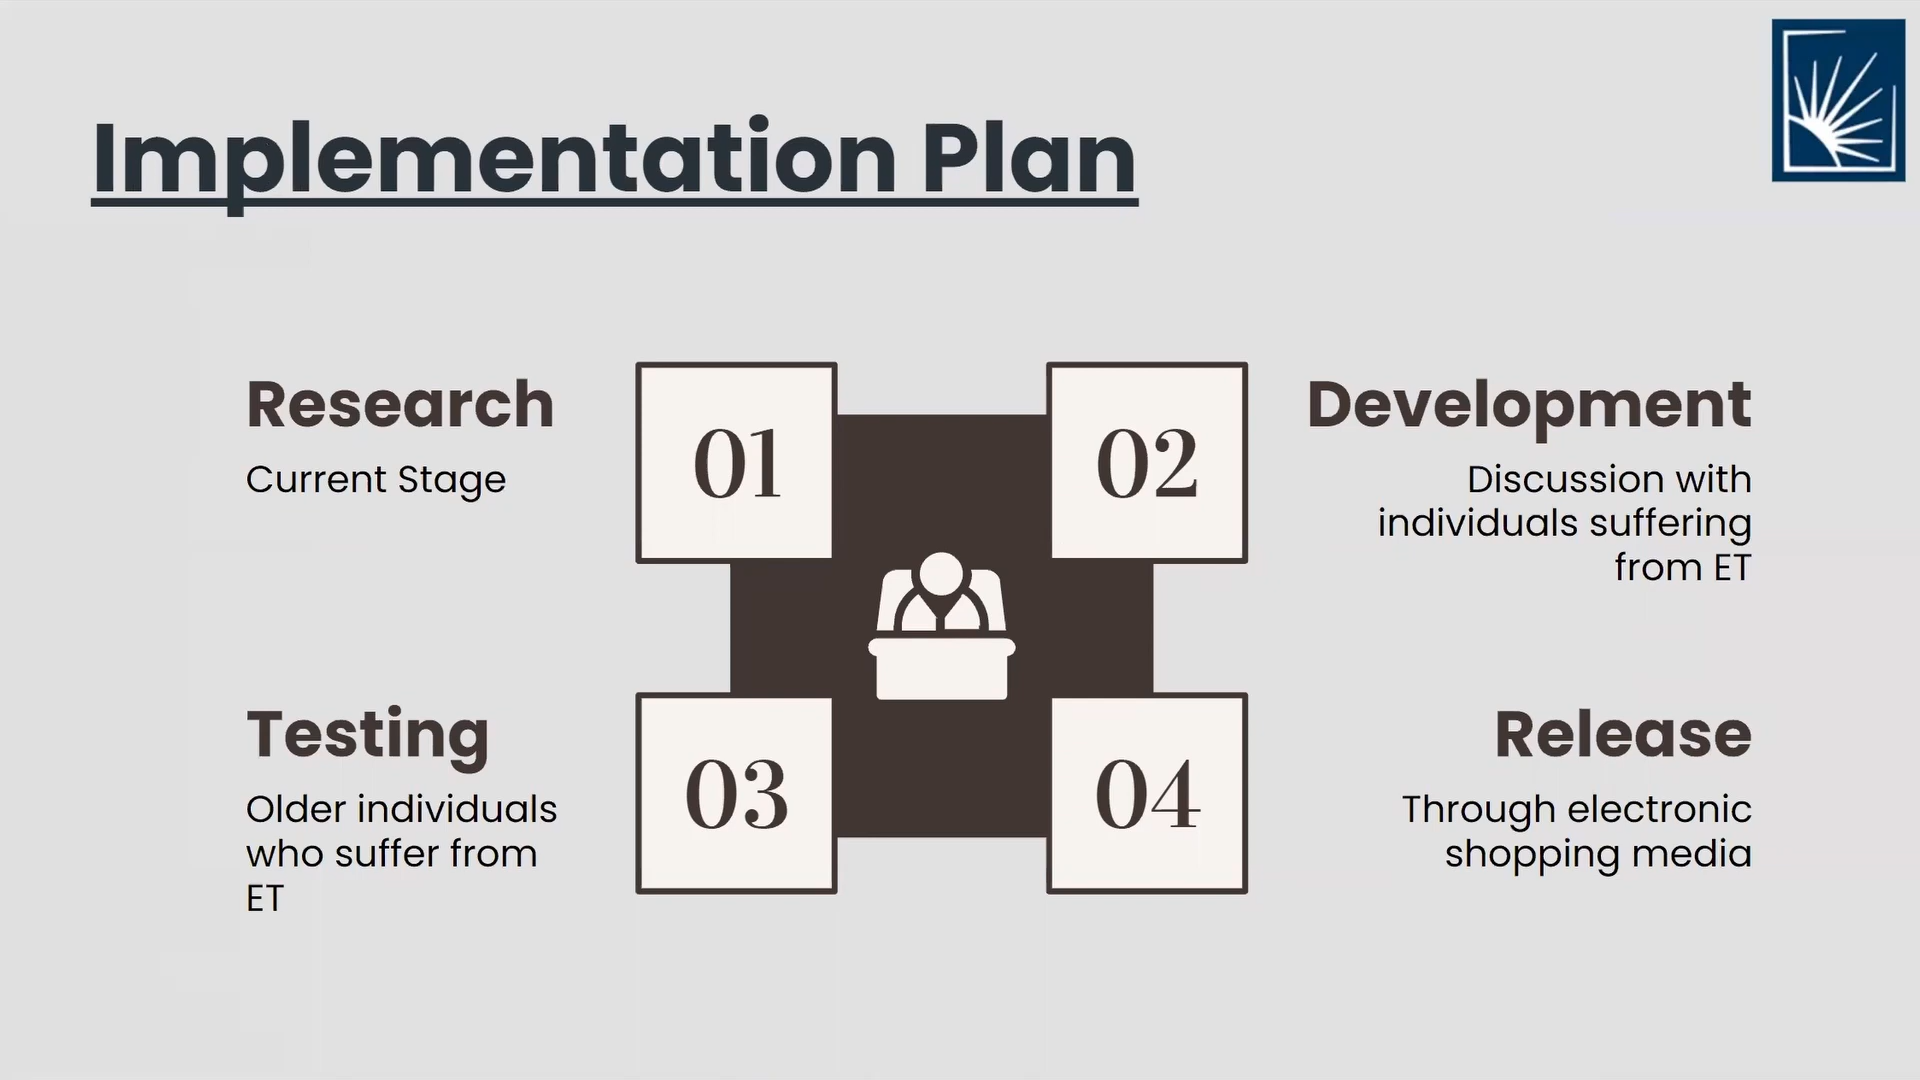 Implementation Plan
Research
Current Stage
01
02
Development
Discussion with
individuals suffering
from ET
Testing
Older individuals
who suffer from
ET
03
04
Release
Through electronic
shopping media